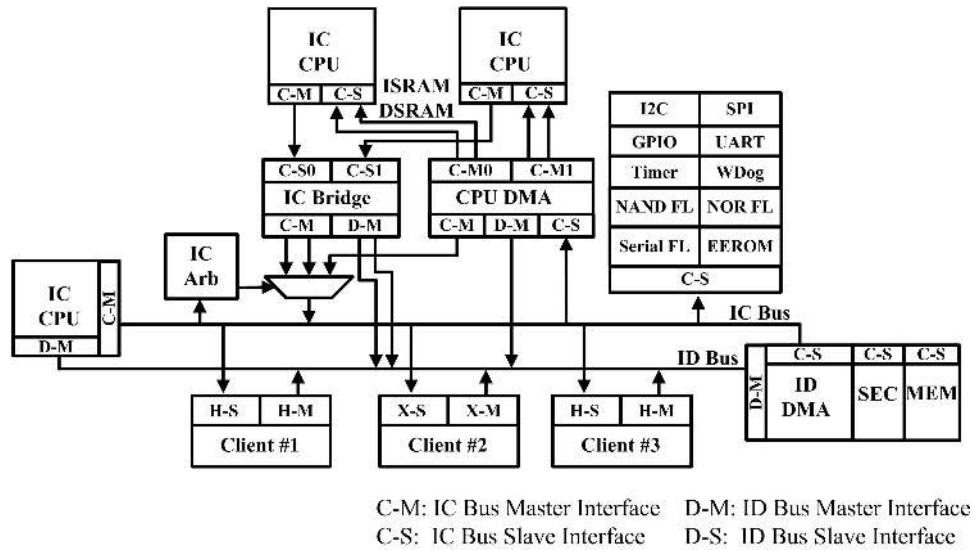 IC
CPU
C-M C-S
IC
CPU
C-M C-S
ISRAM
DSRAM
I2C SPI
GPIO UART
Timer WDog
NAND FL NOR FL
Serial FL EEROM
C-S
C-S0 C-S1
IC Bridge
C-M D-M
C-M0 C-M1
CPU DMA
C-M D-M C-S
IC
Arb
IC
CPU
C-M
D-M
IC Bus
ID Bus
D-M
C-S C-S C-S
ID
DMA
SEC
MEM
H-S H-M
Client #1
X-S X-M
Client #2
H-S H-M
Client #3
C-M: IC Bus Master Interface D-M: ID Bus Master Interface
C-S: IC Bus Slave Interface D-S: ID Bus Slave Interface